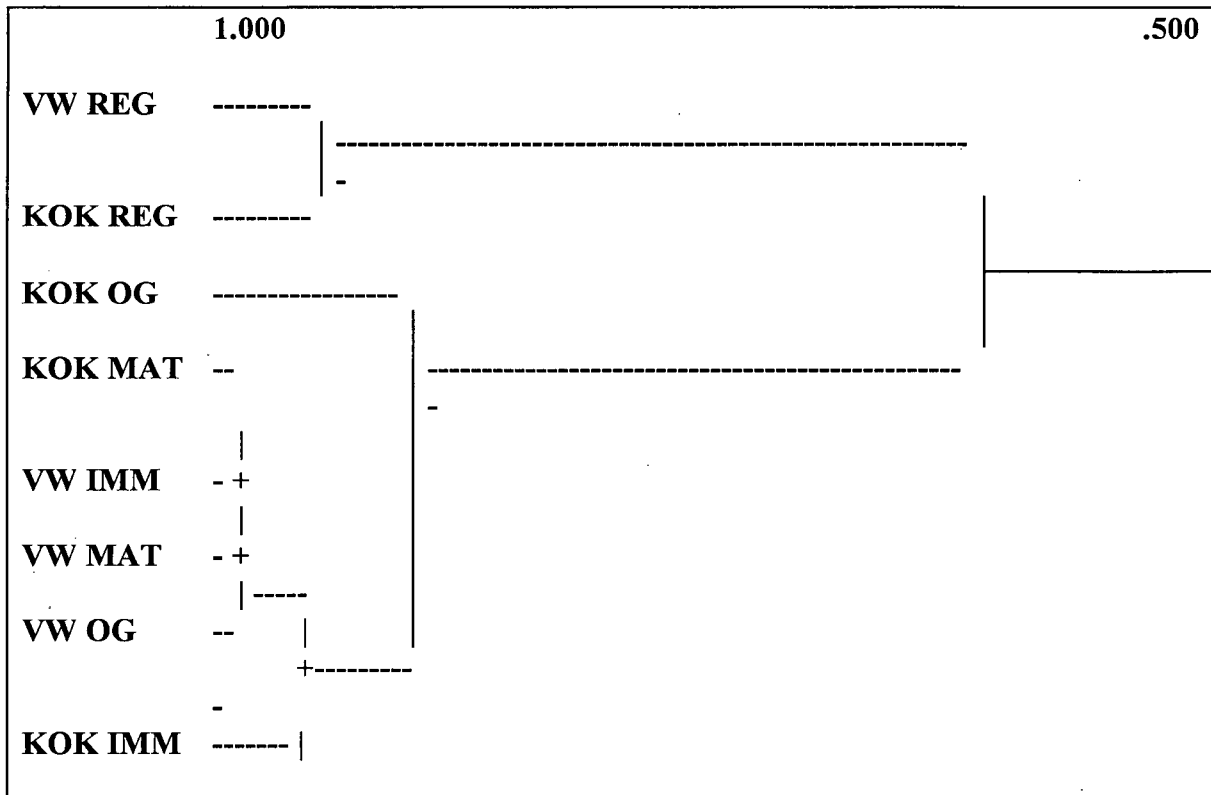 1.000 .500
VW REG
KOK REG
KOK OG
KOK MAT
VW IMM
VW MAT
VW OG
KOK IMM